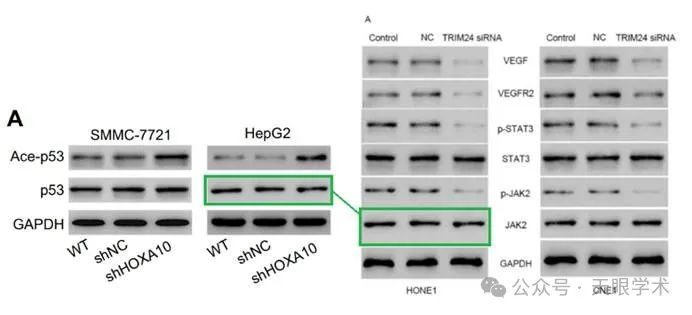 A
SMMC-7721 HepG2
Ace-p53
p53
GAPDH
WT shNC shHOXA10 WT shNC shHOXA10
A
Control NC TRIM24 siRNA Control NC TRIM24 siRNA
VEGF
VEGFR2
p-STAT3
STAT3
p-JAK2
JAK2
GAPDH
HONE1 CNE1
公众号·天眼学术